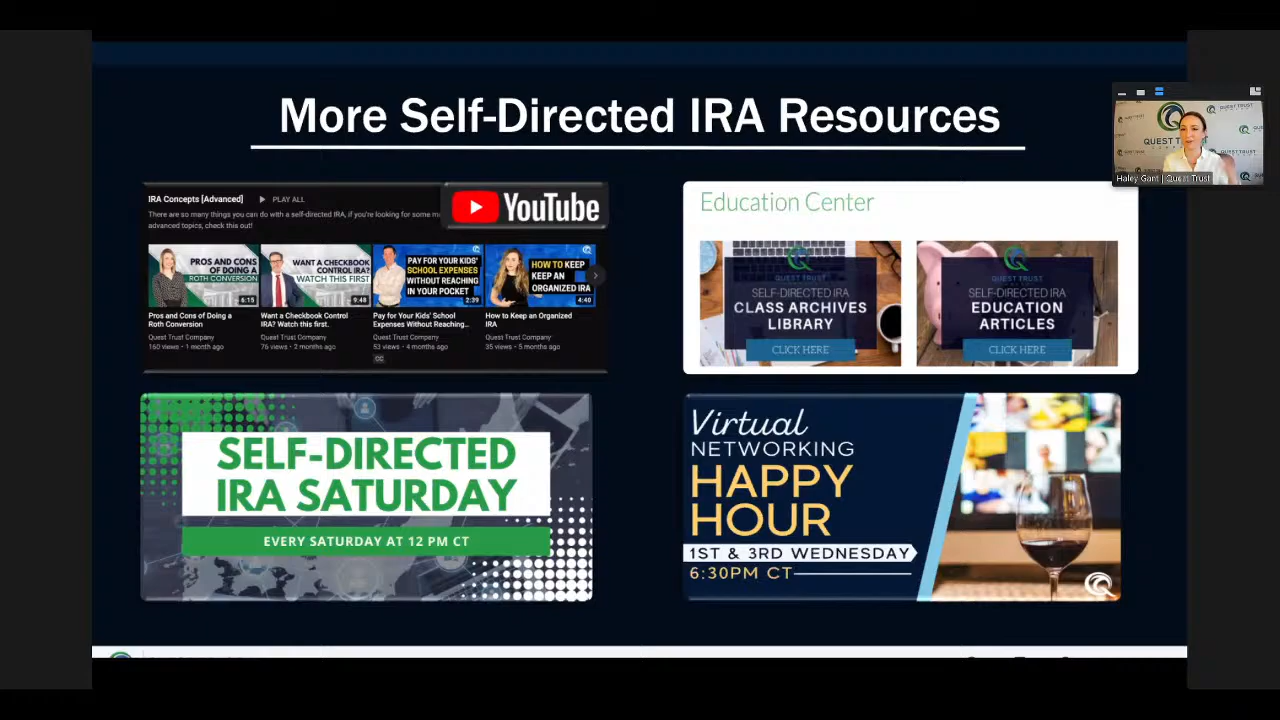 More Self-Directed IRA Resources
IRA Concepts [Advanced] PLAY ALL
There are so many things you can do with a self-directed IRA, if you're looking for some
advanced topics, check this out!
YouTube
PROS AND CONS
OF DOING A
ROTH CONVERSION
6:15
WANT A CHECKBOOK
CONTROL IRA?
WATCH THIS FIRST
9:48
PAY FOR YOUR KIDS'
SCHOOL EXPENSES
WITHOUT REACHING
IN YOUR POCKET
2:39
HOW TO KEEP
KEEP AN
ORGANIZED IRA
4:40
Pros and Cons of Doing a
Roth Conversion
Quest Trust Company
160 views • 1 month ago
Want a Checkbook Control
IRA? Watch this first.
Quest Trust Company
76 views • 2 months ago
Pay for Your Kids' School
Expenses Without Reaching...
Quest Trust Company
53 views • 4 months ago
CC
How to Keep an Organized
IRA
Quest Trust Company
35 views • 5 months ago
Education Center
QUEST TRUST
SELF-DIRECTED IRA
CLASS ARCHIVES
LIBRARY
CLICK HERE
QUEST TRUST
SELF-DIRECTED IRA
EDUCATION
ARTICLES
CLICK HERE
SELF-DIRECTED
IRA SATURDAY
EVERY SATURDAY AT 12 PM CT
Virtual
NETWORKING
HAPPY
HOUR
1ST & 3RD WEDNESDAY
6:30PM CT
QUEST TRUST
Haley Gant | Quest Trust